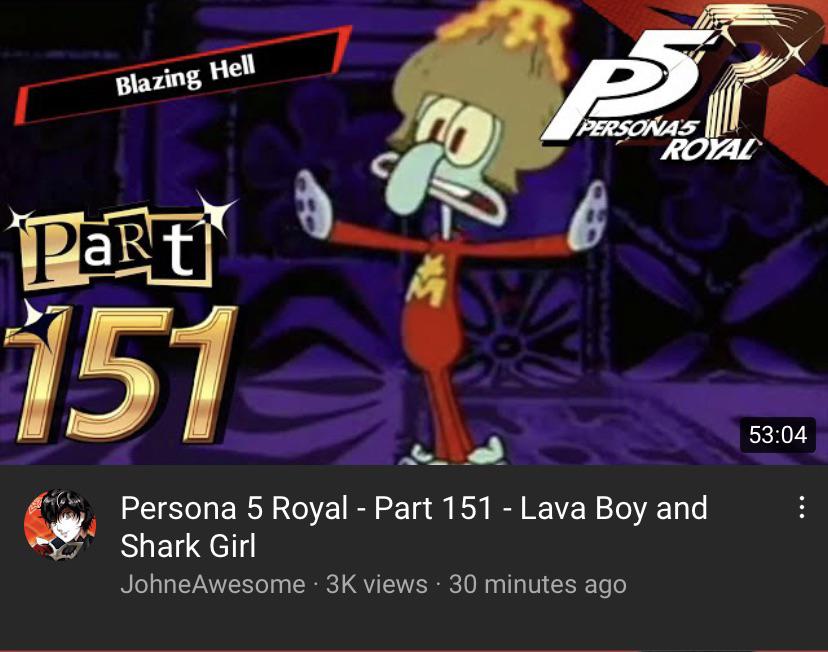 Blazing Hell
P5R
PERSONA5
ROYAL
PaRt
151
M
53:04
Persona 5 Royal - Part 151 - Lava Boy and
Shark Girl
JohneAwesome · 3K views · 30 minutes ago